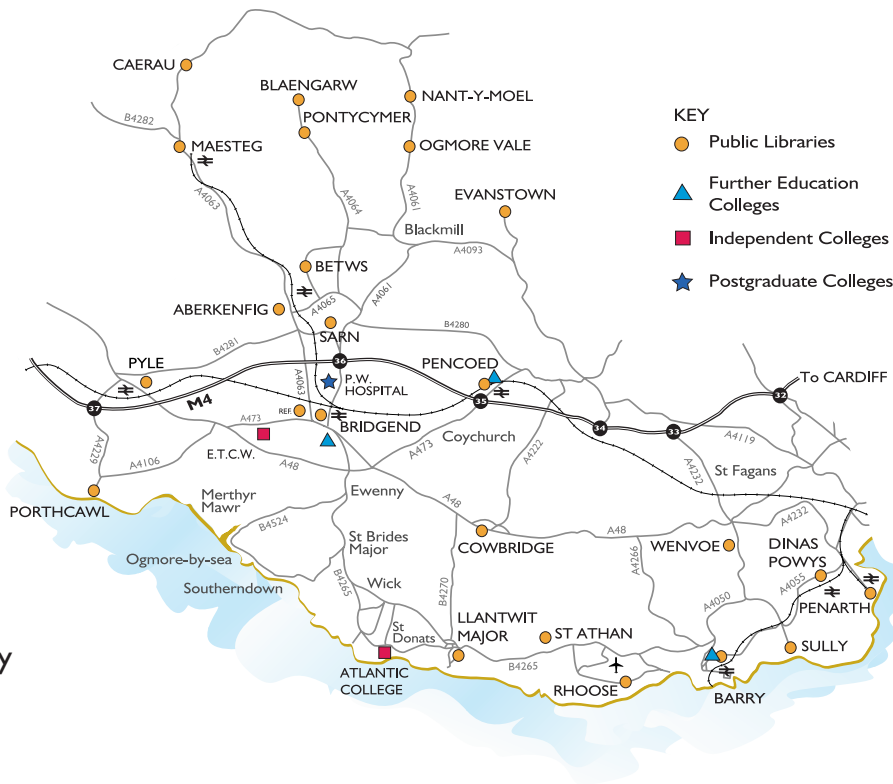 CAERAU
BLAENGARW
NANT-Y-MOEL
PONTYCYMER
B4282
MAESTEG
OGMORE VALE
A4063
A4064
A4061
EVANSTOWN
Blackmill
A4093
BETWS
A4061
A4065
ABERKENFIG
SARN
B4280
B4281
PYLE
36
PENCOED
P.W.
HOSPITAL
A4063
M4
37
35
34
33
32
To CARDIFF
REF.
BRIDGEND
A473
A473
Coychurch
A4222
A4119
E.T.C.W.
A48
A4229
A4106
A4232
St Fagans
PORTHCAWL
Merthyr
Mawr
Ewenny
A48
B4524
St Brides
Major
COWBRIDGE
A48
A4232
WENVOE
A4266
DINAS
POWYS
Ogmore-by-sea
Southerndown
B4265
Wick
B4270
A4055
A4050
PENARTH
St
Donats
LLANTWIT
MAJOR
ST ATHAN
SULLY
ATLANTIC
COLLEGE
B4265
RHOOSE
BARRY
y
KEY
Public Libraries
Further Education
Colleges
Independent Colleges
Postgraduate Colleges